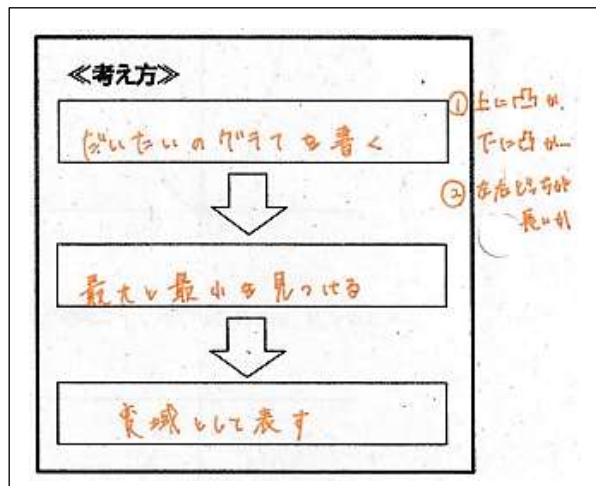 ≪考え方≫
だいたいのグラフを書く
① 上に凸か、
下に凸か…
② 左右どっちが
長いか
最大と最小を見つける
変域として表す